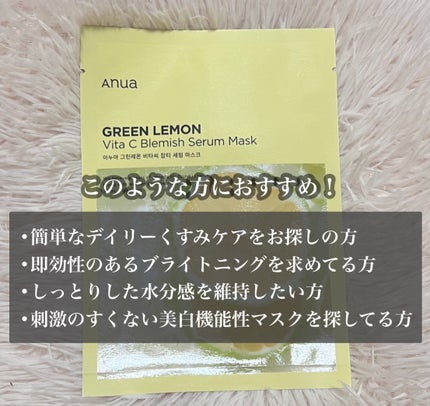 Anua
GREEN LEMON
Vita C Blemish Serum Mask
아누아 그린레몬 비타씨 잡티 세럼 마스크
このような方におすすめ！
・簡単なデイリーくすみケアをお探しの方
・即効性のあるブライトニングを求めてる方
・しっとりした水分感を維持したい方
・刺激のすくない美白機能性マスクを探してる方